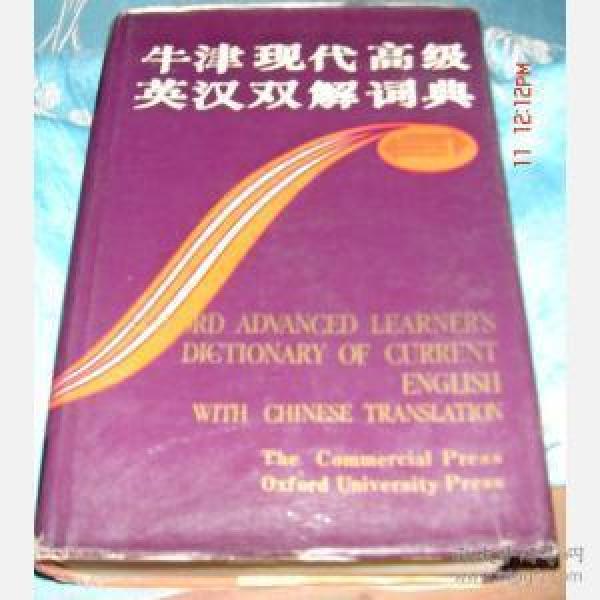 牛津现代高级
英汉双解词典
RD ADVANCED LEARNER'S
DICTIONARY OF CURRENT
ENGLISH
WITH CHINESE TRANSLATION
The Commercial Press
Oxford University Press
11 12:12PM